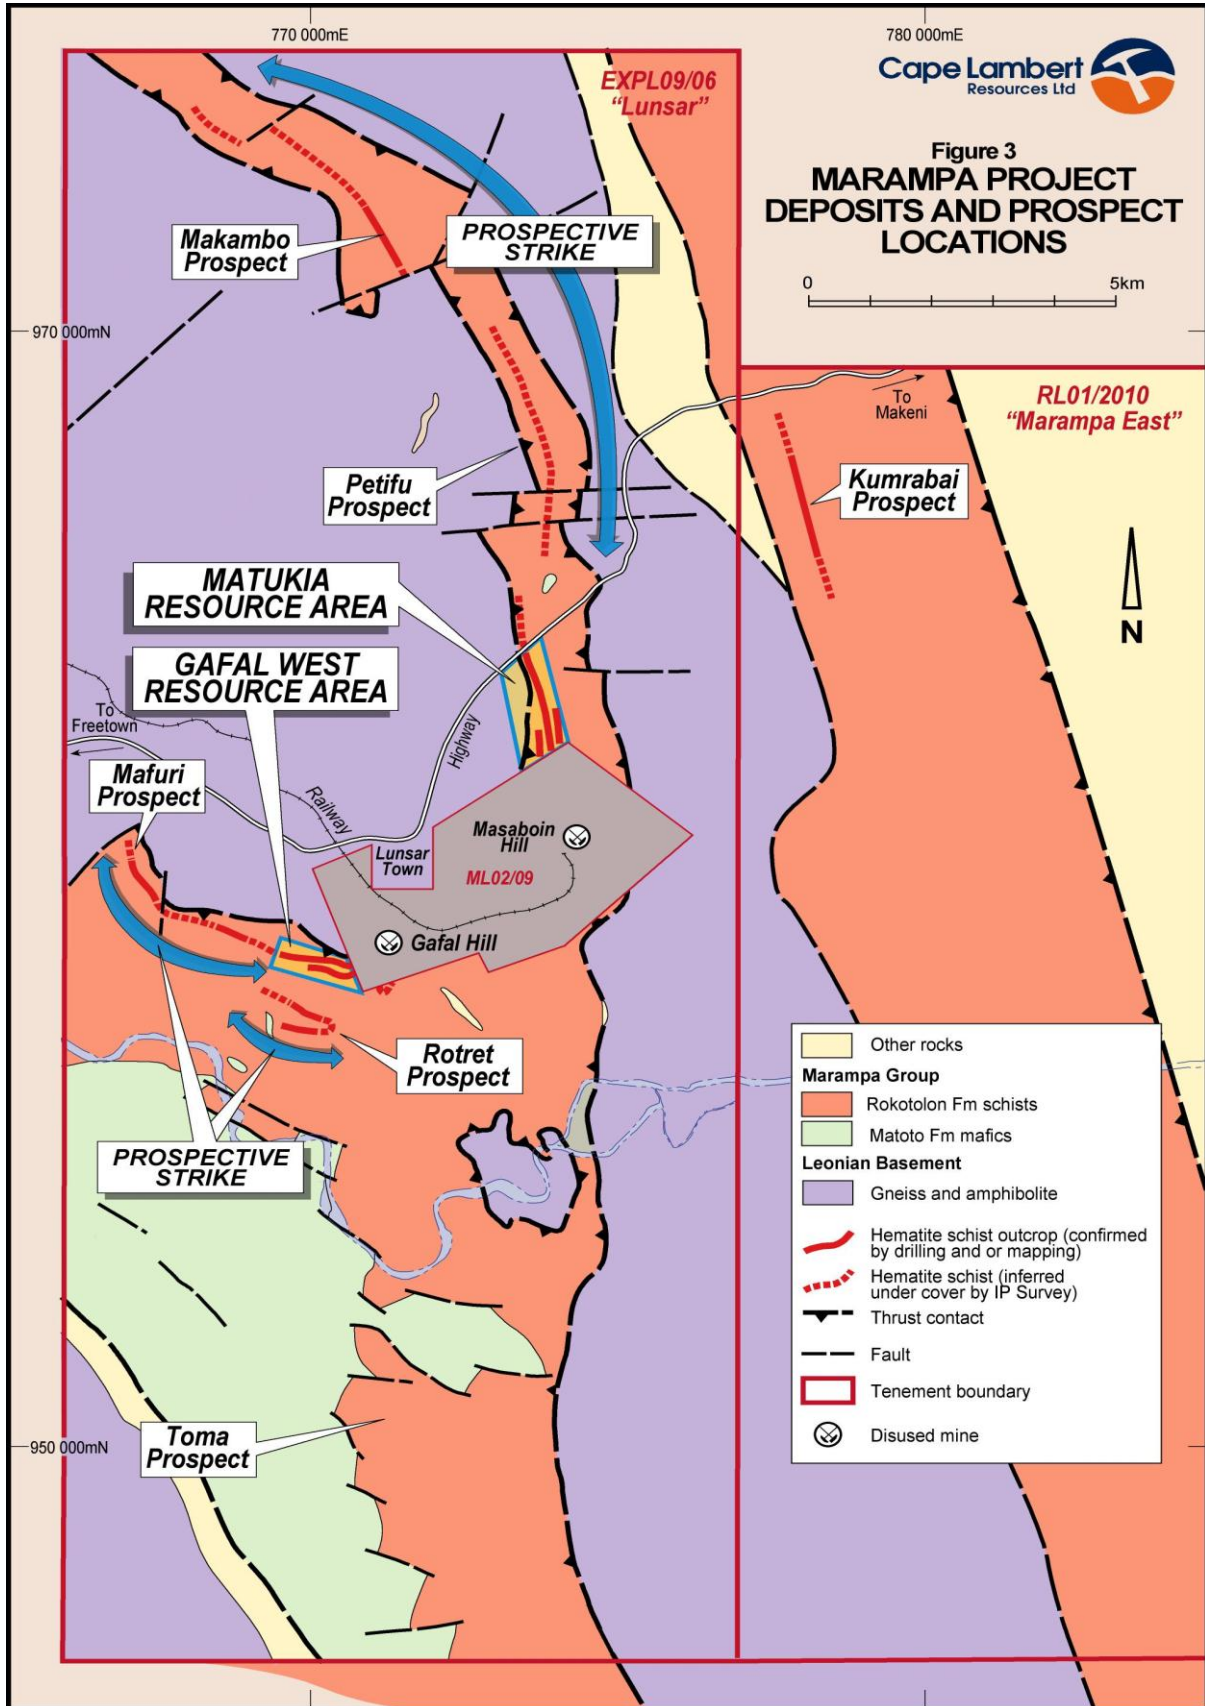 770 000mE
780 000mE
Cape Lambert
Resources Ltd
Figure 3
MARAMPA PROJECT
DEPOSITS AND PROSPECT
LOCATIONS
0
5km
EXPL09/06
“Lunsar”
PROSPECTIVE
STRIKE
Makambo
Prospect
970 000mN
To
Makeni
RL01/2010
“Marampa East”
Petifu
Prospect
Kumrabai
Prospect
MATUKIA
RESOURCE AREA
N
GAFAL WEST
RESOURCE AREA
To
Freetown
Highway
Mafuri
Prospect
Railway
Masaboin
Hill
Lunsar
Town
ML02/09
Gafal Hill
Rotret
Prospect
PROSPECTIVE
STRIKE
Other rocks
Marampa Group
Rokotolon Fm schists
Matoto Fm mafics
Leonian Basement
Gneiss and amphibolite
Hematite schist outcrop (confirmed
by drilling and or mapping)
Hematite schist (inferred
under cover by IP Survey)
Thrust contact
Fault
Tenement boundary
Disused mine
Toma
Prospect
950 000mN